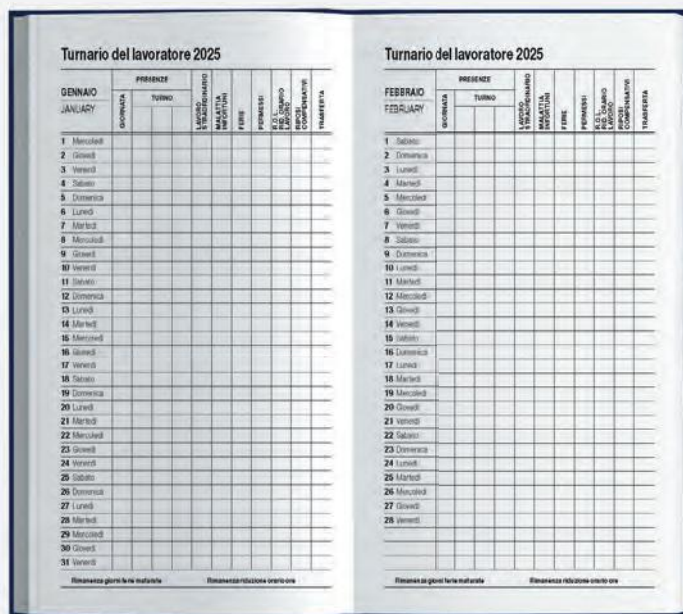 Turnario del lavoratore 2025
GENNAIO
JANUARY
PRESENZE
GIORNATA
TURNO
LAVORO STRAORDINARIO
MALATTIA INFORTUNI
FERIE
PERMESSI
R.O.L. RID. ORARIO LAVORO
RIPOSI COMPENSATIVI
TRASFERTA
1 Mercoledì
2 Giovedì
3 Venerdì
4 Sabato
5 Domenica
6 Lunedì
7 Martedì
8 Mercoledì
9 Giovedì
10 Venerdì
11 Sabato
12 Domenica
13 Lunedì
14 Martedì
15 Mercoledì
16 Giovedì
17 Venerdì
18 Sabato
19 Domenica
20 Lunedì
21 Martedì
22 Mercoledì
23 Giovedì
24 Venerdì
25 Sabato
26 Domenica
27 Lunedì
28 Martedì
29 Mercoledì
30 Giovedì
31 Venerdì
Rimanenza giorni ferie maturate Rimanenza riduzione orario ore
Turnario del lavoratore 2025
FEBBRAIO
FEBRUARY
PRESENZE
GIORNATA
TURNO
LAVORO STRAORDINARIO
MALATTIA INFORTUNI
FERIE
PERMESSI
R.O.L. RID. ORARIO LAVORO
RIPOSI COMPENSATIVI
TRASFERTA
1 Sabato
2 Domenica
3 Lunedì
4 Martedì
5 Mercoledì
6 Giovedì
7 Venerdì
8 Sabato
9 Domenica
10 Lunedì
11 Martedì
12 Mercoledì
13 Giovedì
14 Venerdì
15 Sabato
16 Domenica
17 Lunedì
18 Martedì
19 Mercoledì
20 Giovedì
21 Venerdì
22 Sabato
23 Domenica
24 Lunedì
25 Martedì
26 Mercoledì
27 Giovedì
28 Venerdì
Rimanenza giorni ferie maturate Rimanenza riduzione orario ore